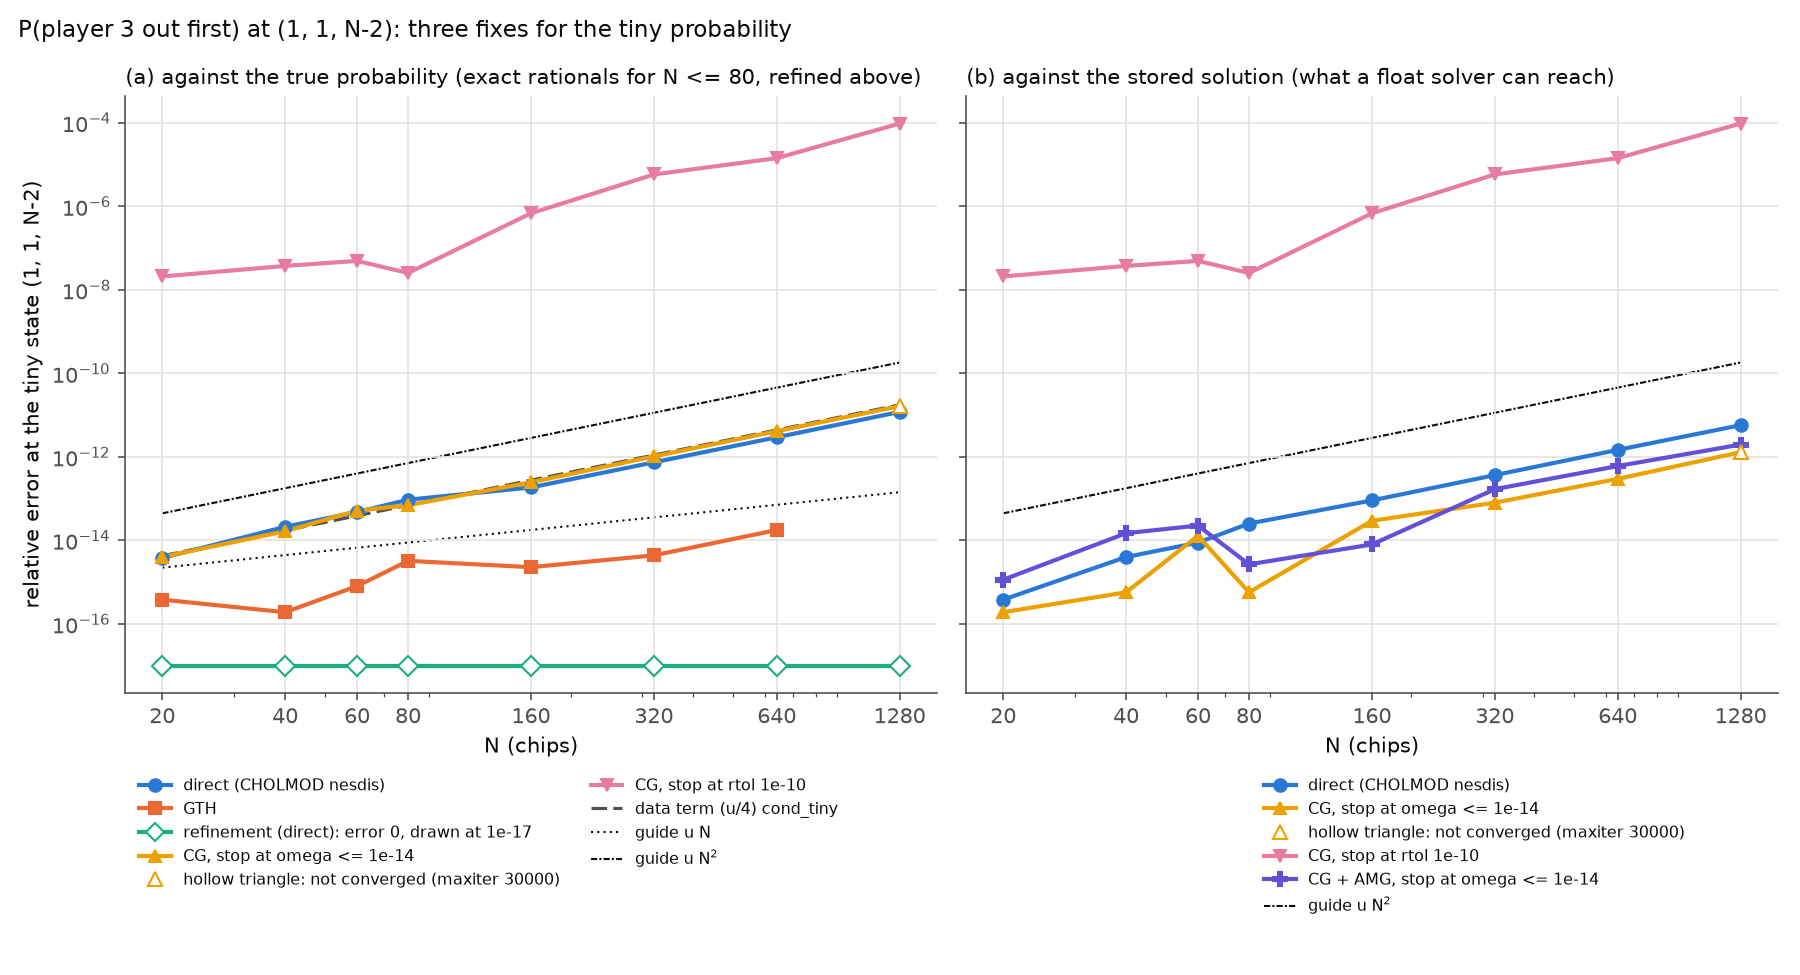 P(player 3 out first) at (1, 1, N-2): three fixes for the tiny probability
(a) against the true probability (exact rationals for N <= 80, refined above)
(b) against the stored solution (what a float solver can reach)
relative error at the tiny state (1, 1, N-2)
10⁻⁴
10⁻⁶
10⁻⁸
10⁻¹⁰
10⁻¹²
10⁻¹⁴
10⁻¹⁶
20 40 60 80 160 320 640 1280
N (chips)
20 40 60 80 160 320 640 1280
N (chips)
direct (CHOLMOD nesdis)
GTH
refinement (direct): error 0, drawn at 1e-17
CG, stop at omega <= 1e-14
hollow triangle: not converged (maxiter 30000)
CG, stop at rtol 1e-10
data term (u/4) cond_tiny
guide u N
guide u N²
direct (CHOLMOD nesdis)
CG, stop at omega <= 1e-14
hollow triangle: not converged (maxiter 30000)
CG, stop at rtol 1e-10
CG + AMG, stop at omega <= 1e-14
guide u N²